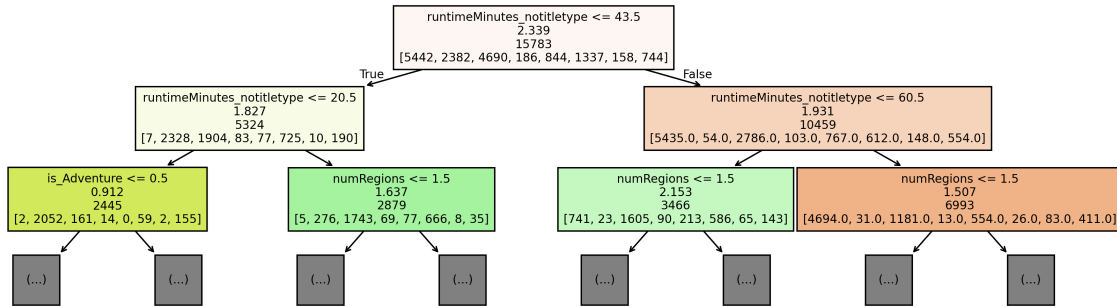 runtimeMinutes_notitletype <= 43.5
2.339
15783
[5442, 2382, 4690, 186, 844, 1337, 158, 744]
True
False
runtimeMinutes_notitletype <= 20.5
1.827
5324
[7, 2328, 1904, 83, 77, 725, 10, 190]
runtimeMinutes_notitletype <= 60.5
1.931
10459
[5435.0, 54.0, 2786.0, 103.0, 767.0, 612.0, 148.0, 554.0]
is_Adventure <= 0.5
0.912
2445
[2, 2052, 161, 14, 0, 59, 2, 155]
numRegions <= 1.5
1.637
2879
[5, 276, 1743, 69, 77, 666, 8, 35]
numRegions <= 1.5
2.153
3466
[741, 23, 1605, 90, 213, 586, 65, 143]
numRegions <= 1.5
1.507
6993
[4694.0, 31.0, 1181.0, 13.0, 554.0, 26.0, 83.0, 411.0]
(...)
(...)
(...)
(...)
(...)
(...)
(...)
(...)